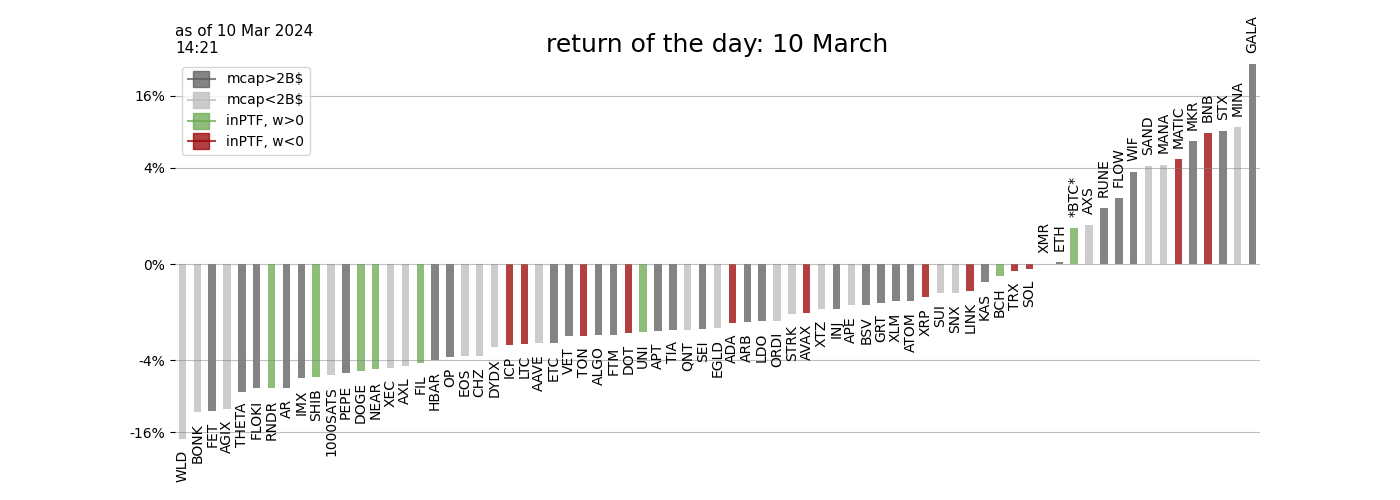 as of 10 Mar 2024
14:21
return of the day: 10 March
mcap>2B$
mcap<2B$
inPTF, w>0
inPTF, w<0
16%
4%
0%
-4%
-16%
WLD
BONK
FET
AGIX
THETA
FLOKI
RNDR
AR
IMX
SHIB
1000SATS
PEPE
DOGE
NEAR
XEC
AXL
FIL
HBAR
OP
EOS
CHZ
DYDX
ICP
LTC
AAVE
ETC
VET
TON
ALGO
FTM
DOT
UNI
APT
TIA
QNT
SEI
EGLD
ADA
ARB
LDO
ORDI
STRK
AVAX
XTZ
INJ
APE
BSV
GRT
XLM
ATOM
XRP
SUI
SNX
LINK
KAS
BCH
TRX
SOL
XMR
ETH
*BTC*
AXS
RUNE
FLOW
WIF
SAND
MANA
MATIC
MKR
BNB
STX
MINA
GALA